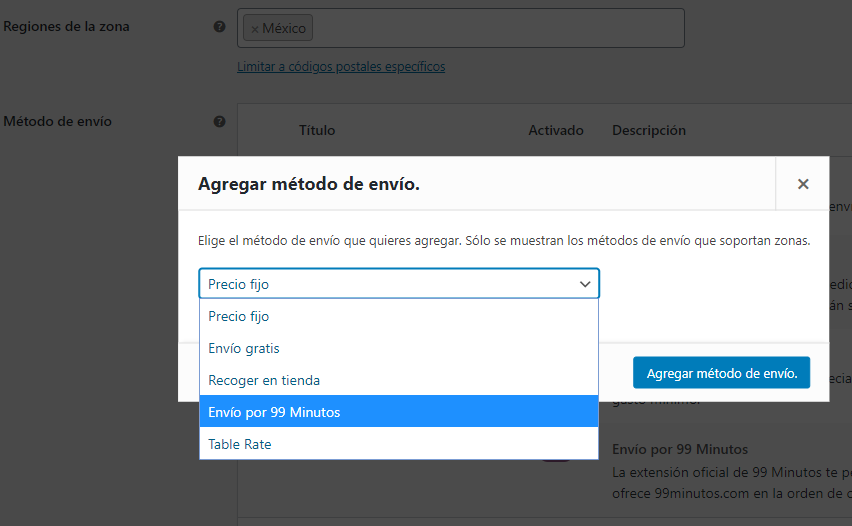 Regiones de la zona
× México
Limitar a códigos postales específicos
Método de envío
Título Activado Descripción
Agregar método de envío.
Elige el método de envío que quieres agregar. Sólo se muestran los métodos de envío que soportan zonas.
Precio fijo
Precio fijo
Envío gratis
Recoger en tienda
Envío por 99 Minutos
Table Rate
Agregar método de envío.
Envío por 99 Minutos
La extensión oficial de 99 Minutos te
ofrece 99minutos.com en la orden de